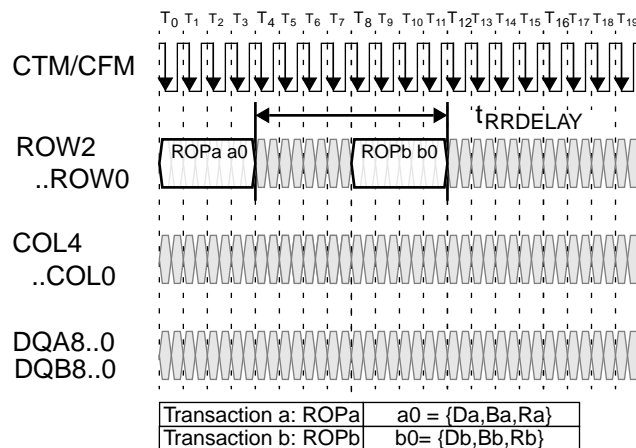 T0 T1 T2 T3 T4 T5 T6 T7 T8 T9 T10 T11 T12 T13 T14 T15 T16 T17 T18 T19
CTM/CFM
tRRDELAY
ROW2
..ROW0
ROPa a0
ROPb b0
COL4
..COL0
DQA8..0
DQB8..0
Transaction a: ROPa a0 = {Da,Ba,Ra}
Transaction b: ROPb b0= {Db,Bb,Rb}